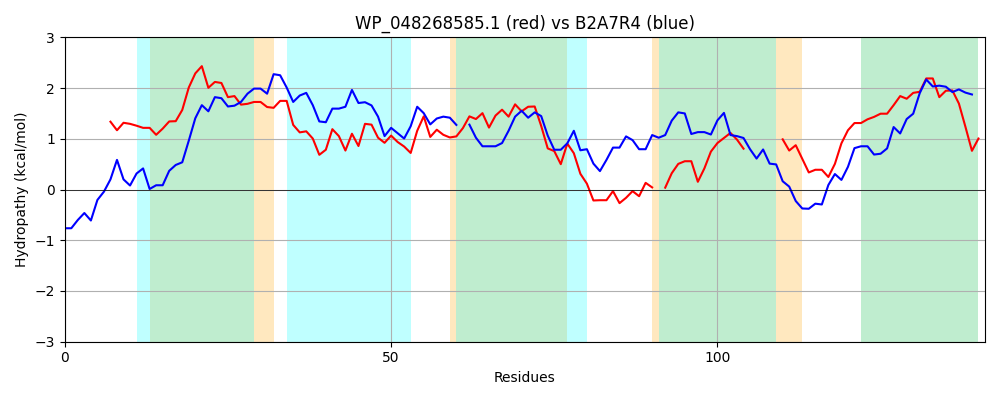 WP_048268585.1 (red) vs B2A7R4 (blue)
Hydropathy (kcal/mol)
3
2
1
0
−1
−2
−3
0 50 100
Residues